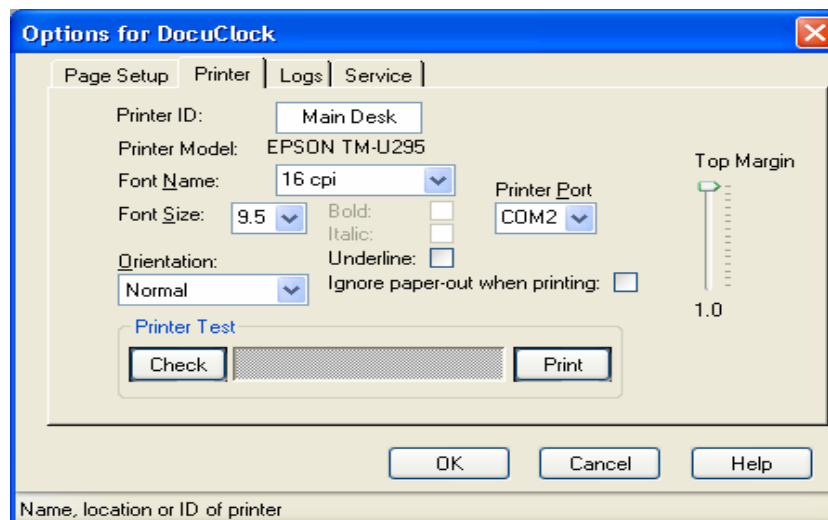 Options for DocuClock
Page Setup Printer Logs Service
Printer ID: Main Desk
Printer Model: EPSON TM-U295
Font Name: 16 cpi
Font Size: 9.5
Bold:
Italic:
Underline:
Printer Port
COM2
Top Margin
1.0
Orientation:
Normal
Ignore paper-out when printing:
Printer Test
Check Print
OK Cancel Help
Name, location or ID of printer